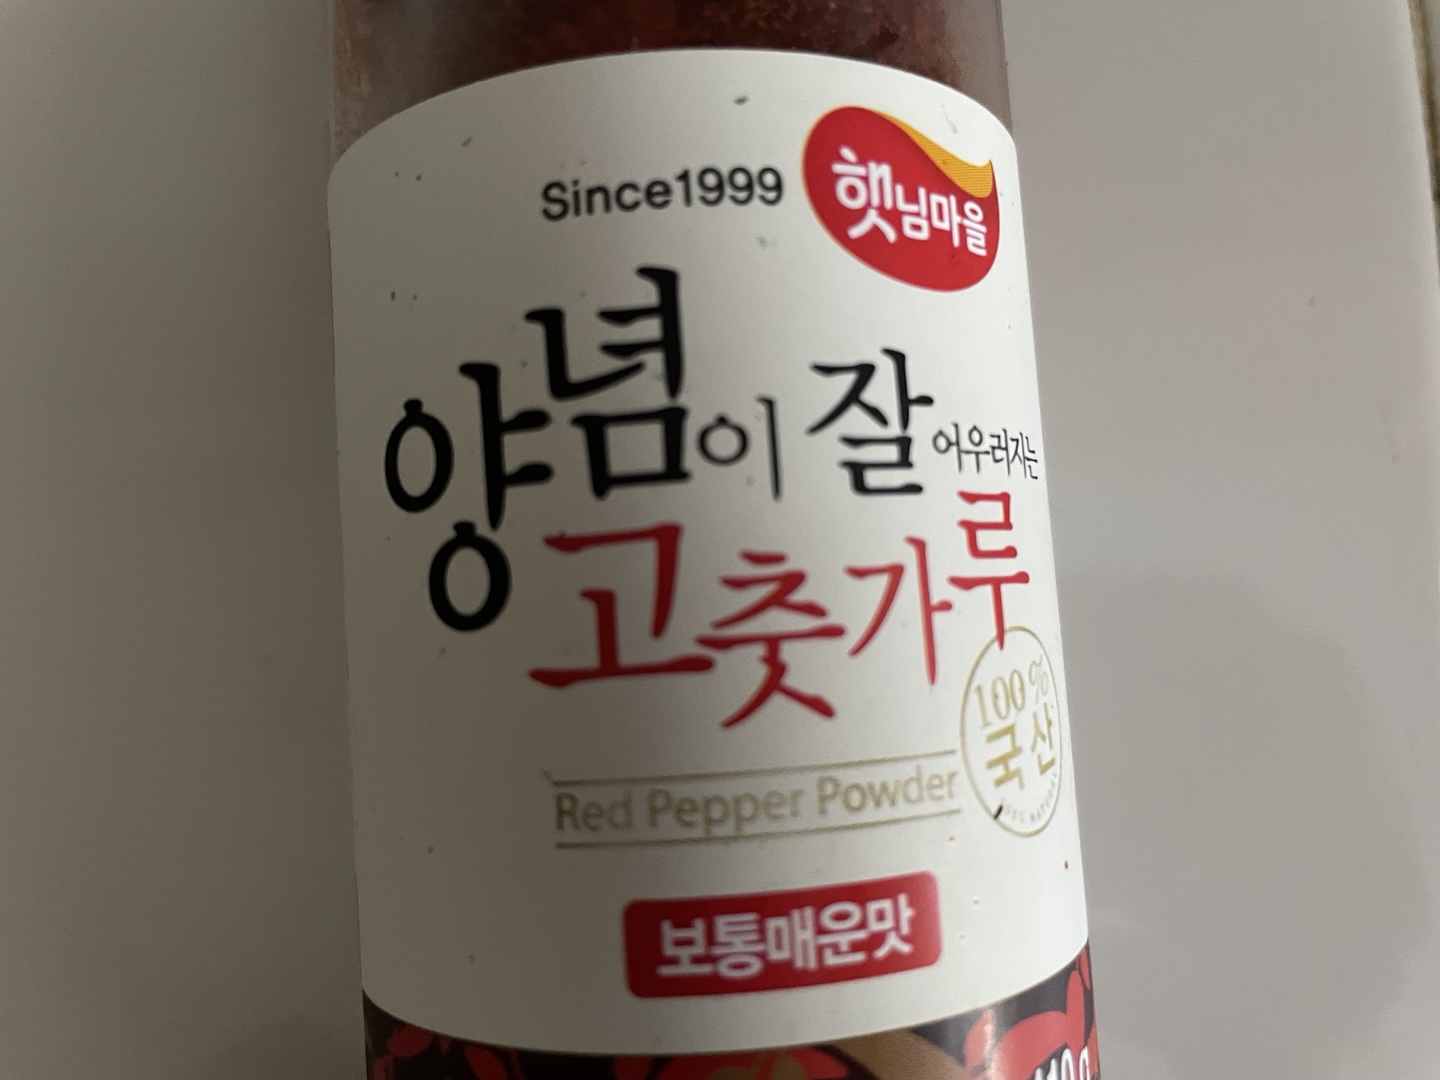 Since1999
햇님마을
양념이 잘 어우러지는
고춧가루
100%
국산
Red Pepper Powder
보통매운맛